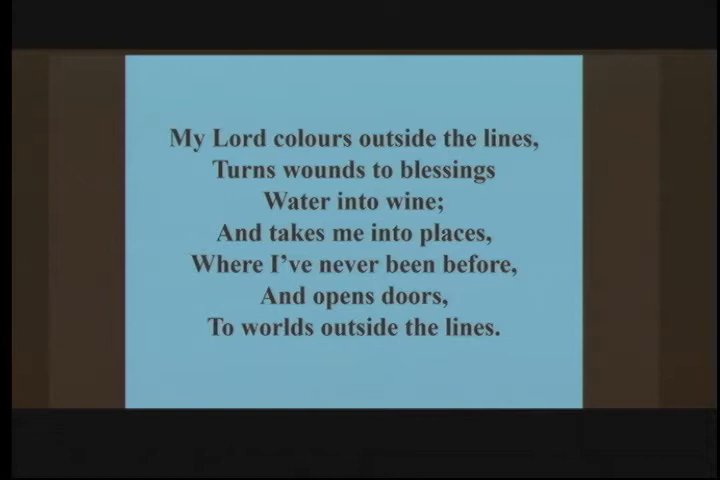 My Lord colours outside the lines,
Turns wounds to blessings
Water into wine;
And takes me into places,
Where I've never been before,
And opens doors,
To worlds outside the lines.